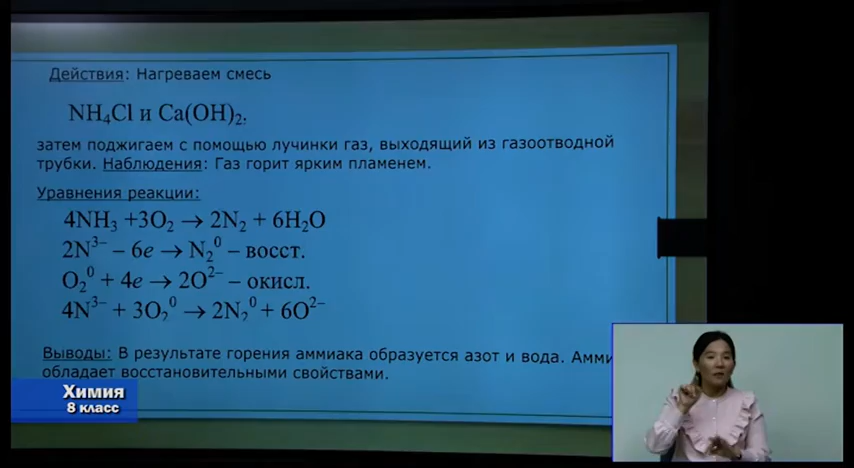 Действия: Нагреваем смесь
NH₄Cl и Ca(OH)₂,
затем поджигаем с помощью лучинки газ, выходящий из газоотводной
трубки. Наблюдения: Газ горит ярким пламенем.
Уравнения реакции:
4NH₃ +3O₂ → 2N₂ + 6H₂O
2N³⁻ – 6e → N₂⁰ – восст.
O₂⁰ + 4e → 2O²⁻ – окисл.
4N³⁻ + 3O₂⁰ → 2N₂⁰ + 6O²⁻
Выводы: В результате горения аммиака образуется азот и вода.
обладает восстановительными свойствами.
Химия
8 класс